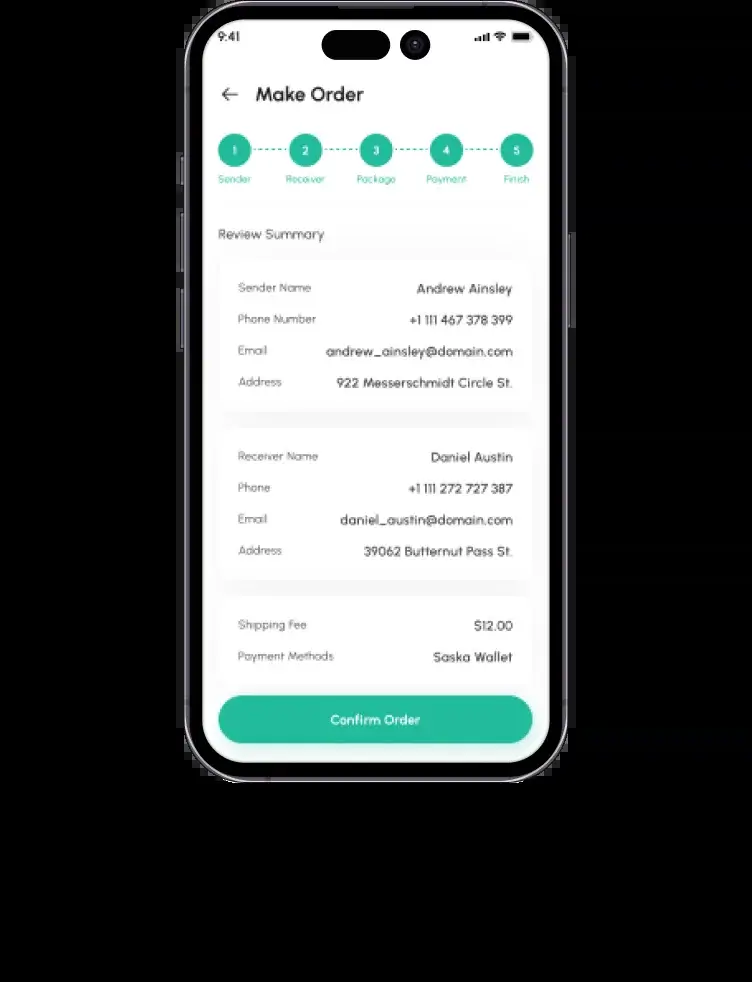 9:41
Make Order
1 2 3 4 5
Sender Receiver Package Payment Finish
Review Summary
Sender Name Andrew Ainsley
Phone Number +1 111 467 378 399
Email andrew_ainsley@domain.com
Address 922 Messerschmidt Circle St.
Receiver Name Daniel Austin
Phone +1 111 272 727 387
Email daniel_austin@domain.com
Address 39062 Butternut Pass St.
Shipping Fee $12.00
Payment Methods Saska Wallet
Confirm Order